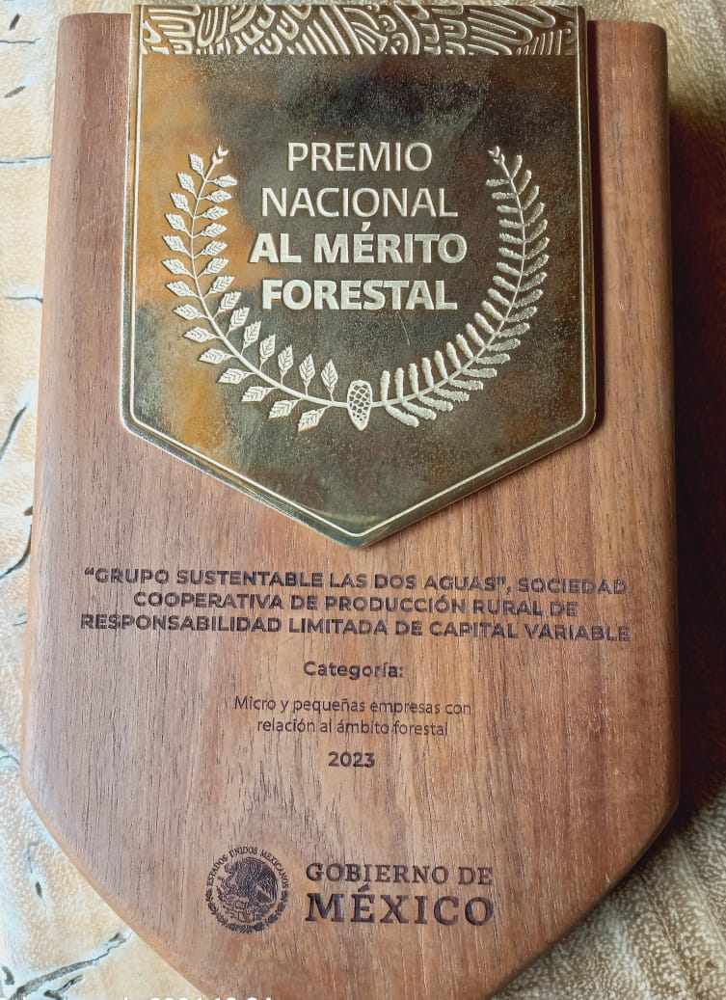 PREMIO
NACIONAL
AL MÉRITO
FORESTAL
“GRUPO SUSTENTABLE LAS DOS AGUAS”, SOCIEDAD
COOPERATIVA DE PRODUCCIÓN RURAL DE
RESPONSABILIDAD LIMITADA DE CAPITAL VARIABLE
Categoría:
Micro y pequeñas empresas con
relación al ámbito forestal
2023
ESTADOS UNIDOS MEXICANOS
GOBIERNO DE
MÉXICO